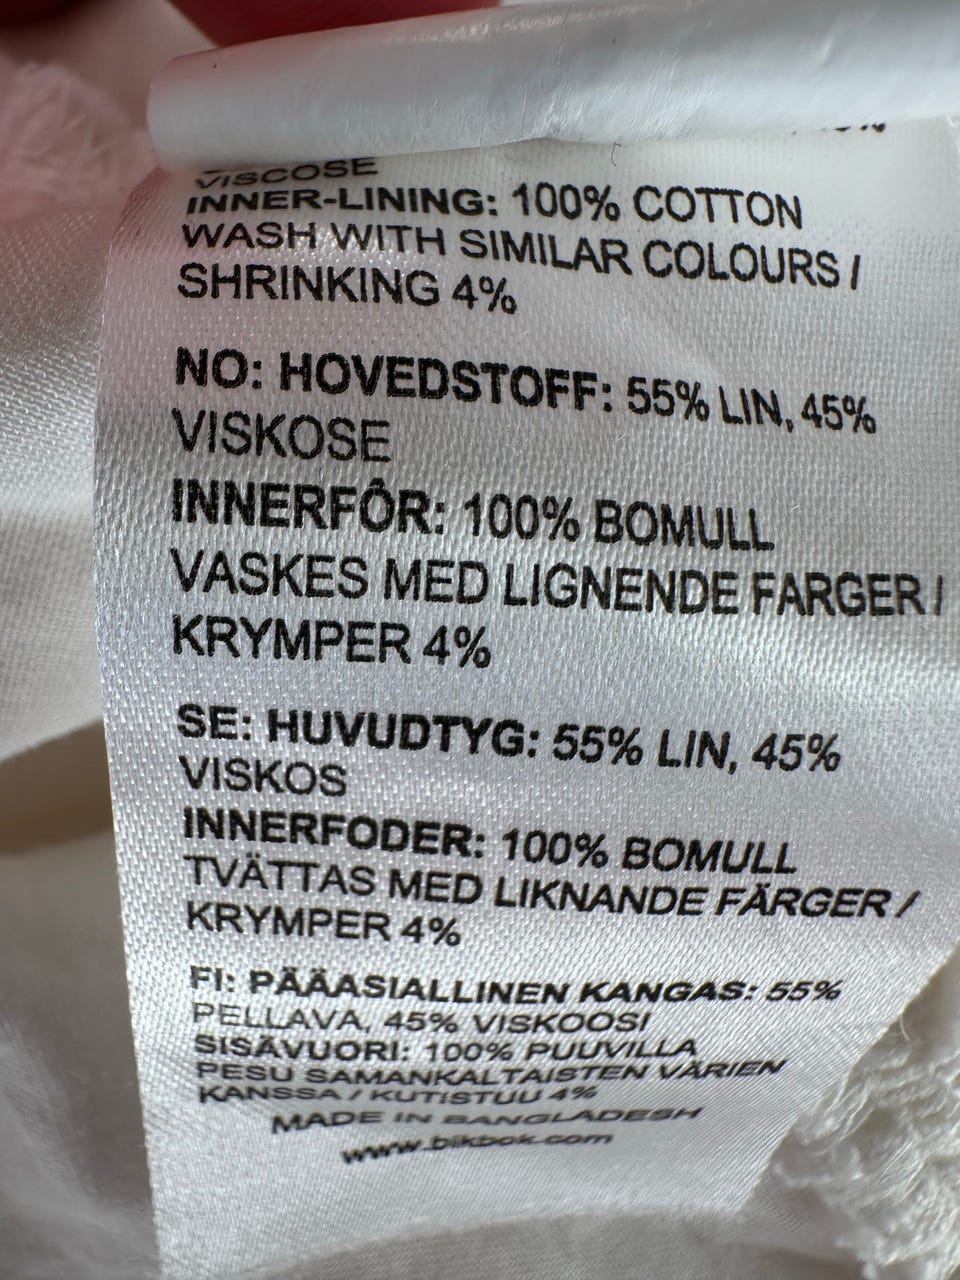 VISCOSE
INNER-LINING: 100% COTTON
WASH WITH SIMILAR COLOURS /
SHRINKING 4%
NO: HOVEDSTOFF: 55% LIN, 45%
VISKOSE
INNERFÔR: 100% BOMULL
VASKES MED LIGNENDE FARGER /
KRYMPER 4%
SE: HUVUDTYG: 55% LIN, 45%
VISKOS
INNERFODER: 100% BOMULL
TVÄTTAS MED LIKNANDE FÄRGER /
KRYMPER 4%
FI: PÄÄASIALLINEN KANGAS: 55%
PELLAVA, 45% VISKOOSI
SISÄVUORI: 100% PUUVILLA
PESU SAMANKALTAISTEN VÄRIEN
KANSSA / KUTISTUU 4%
MADE IN BANGLADESH
www.bikbok.com